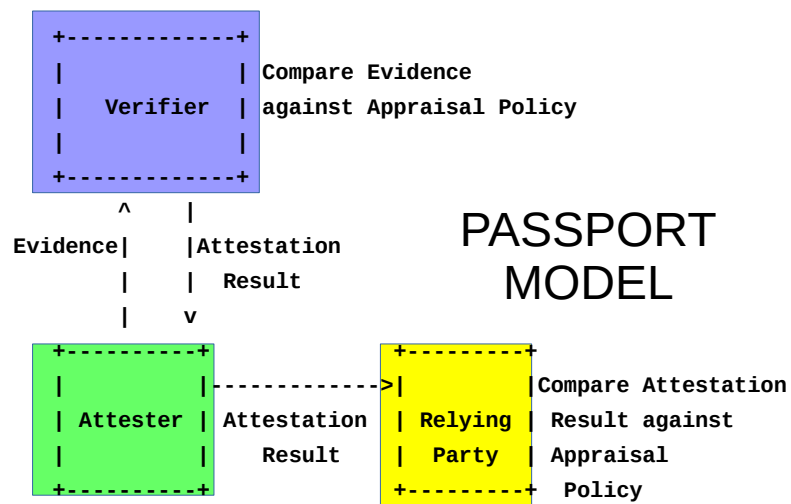 +-------------+
|             | Compare Evidence
|   Verifier  | against Appraisal Policy
|             |
+-------------+
^    |
Evidence|    |Attestation
|    |  Result
|    v
PASSPORT
MODEL
+----------+              +---------+
|          |------------->|         |Compare Attestation
| Attester | Attestation  | Relying | Result against
|          |    Result    |  Party  | Appraisal
+----------+              +---------+  Policy